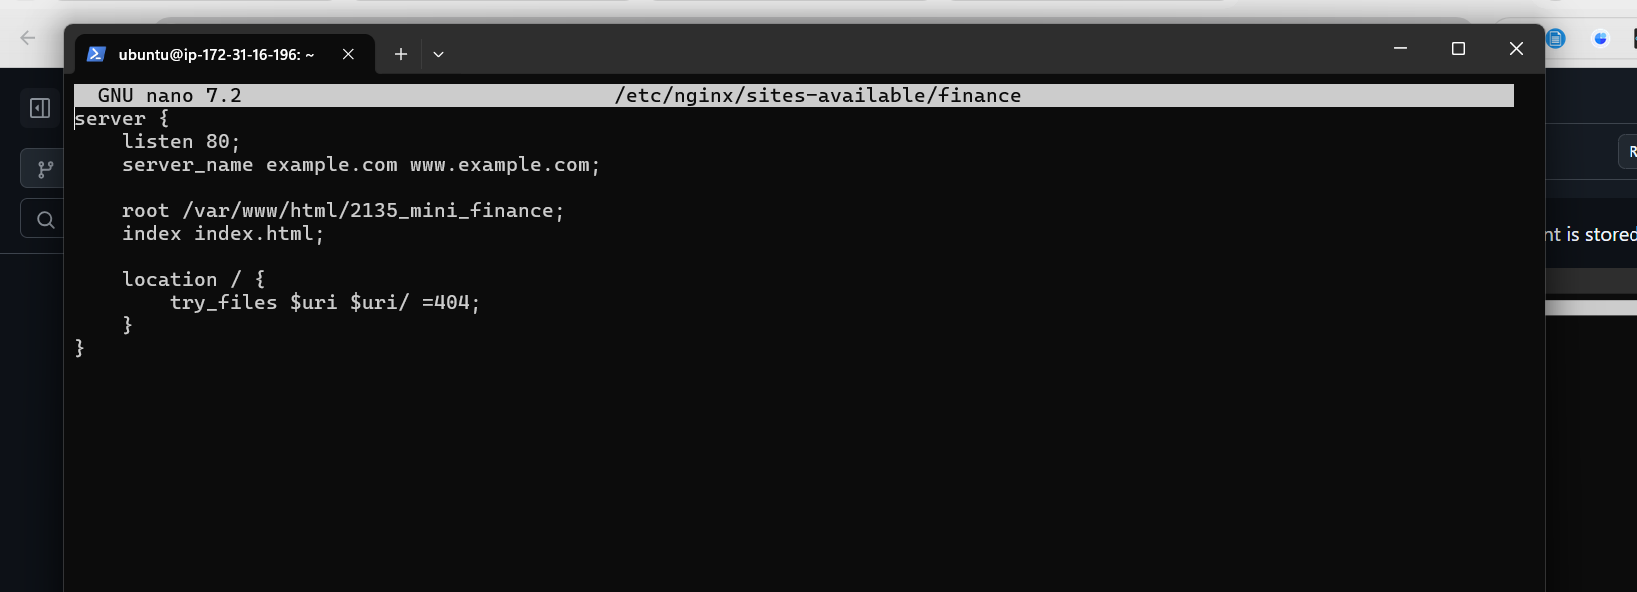 ubuntu@ip-172-31-16-196: ~
GNU nano 7.2 /etc/nginx/sites-available/finance
server {
    listen 80;
    server_name example.com www.example.com;

    root /var/www/html/2135_mini_finance;
    index index.html;

    location / {
        try_files $uri $uri/ =404;
    }
}
R
nt is stored